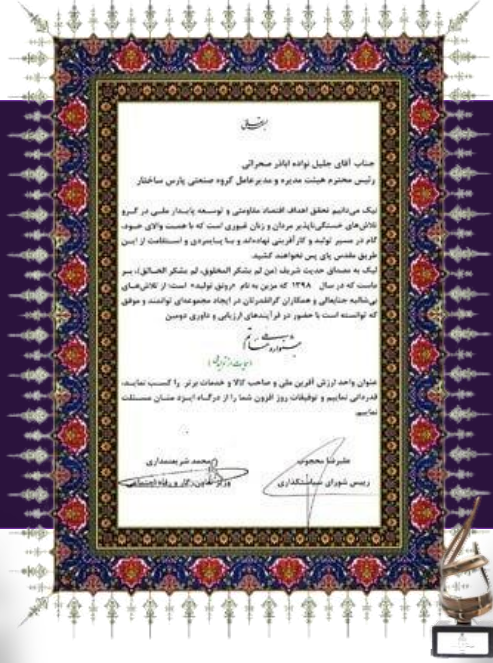 جناب آقای جلیل نواده اباذر صحرائی
رئیس محترم هیئت مدیره و مدیرعامل گروه صنعتی پارس ساختار
نیک می‌دانیم تحقق اهداف اقتصاد مقاومتی و توسعه پایدار ملی در گرو
تلاش‌های خستگی‌ناپذیر مردان و زنان غیوری است که با همت والای خود،
گام در مسیر تولید و کارآفرینی نهاده‌اند و با پایمردی و استقامت از این
طریق مقدس پای پس نخواهند کشید.
لیک به مصداق حدیث شریف (من لم یشکر المخلوق، لم یشکر الخالق)، بر
ماست که در سال ۱۳۹۸ که مزین به نام «رونق تولید» است؛ از تلاش‌های
بی‌شائبه جنابعالی و همکاران گرانقدرتان در ایجاد مجموعه‌ای توانمند و موفق
که توانسته است با حضور در فرآیندهای ارزیابی و داوری دومین
جشنواره ملی حاتم
عنوان واحد ارزش آفرین ملی و صاحب کالا و خدمات برتر را کسب نماید،
قدردانی نماییم و توفیقات روز افزون شما را از درگاه ایزد منان مسئلت
نماییم.
علیرضا محجوب
رییس شورای سیاستگذاری
محمد شریعتمداری
وزیر تعاون، کار و رفاه اجتماعی